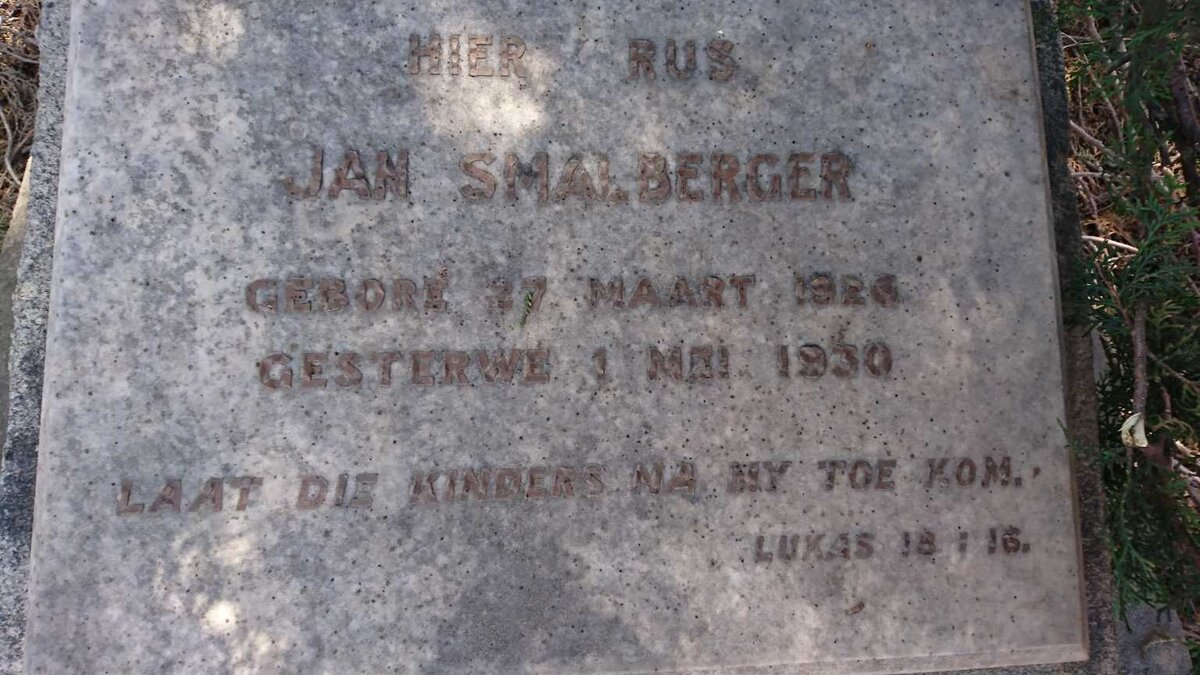 HIER RUS
JAN SMALBERGER
GEBORE 27 MAART 1926
GESTERWE 1 MEI 1930
LAAT DIE KINDERS NA MY TOE KOM.
LUKAS 18 : 16.